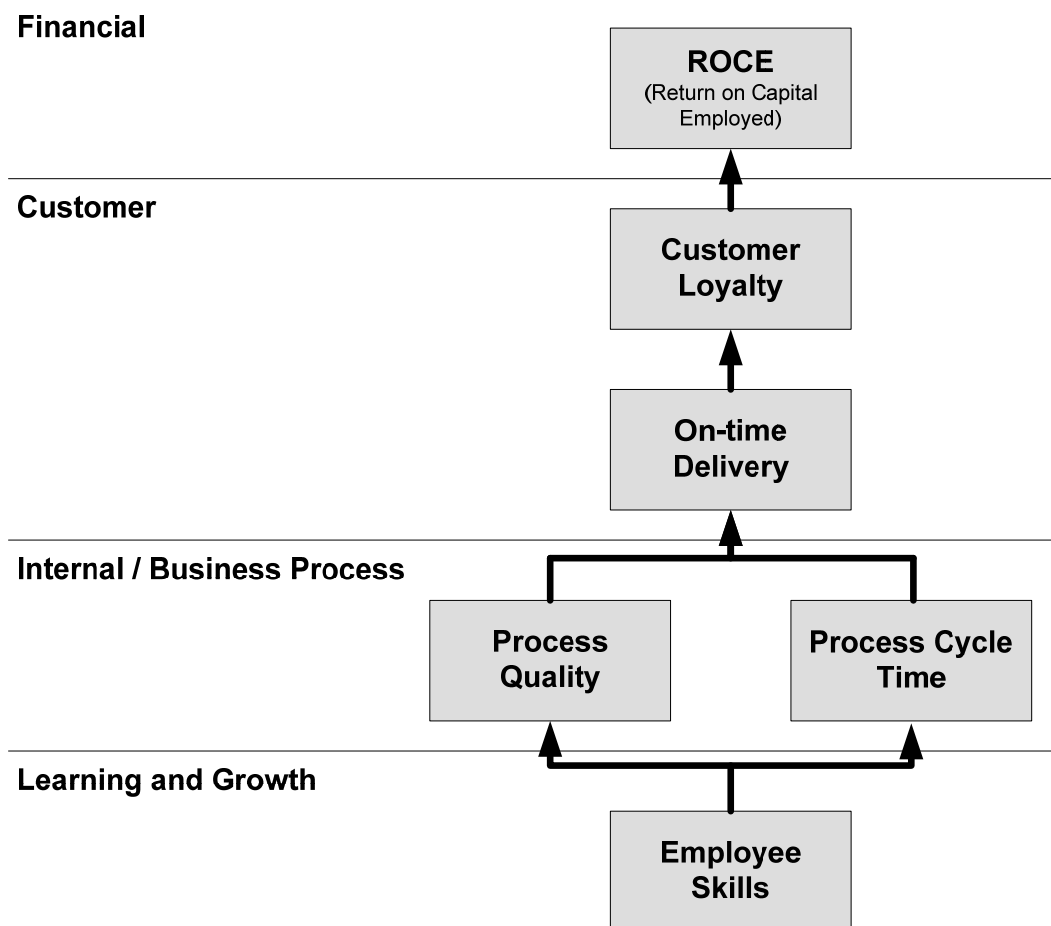 Financial
ROCE
(Return on Capital
Employed)
Customer
Customer
Loyalty
On-time
Delivery
Internal / Business Process
Process
Quality
Process Cycle
Time
Learning and Growth
Employee
Skills